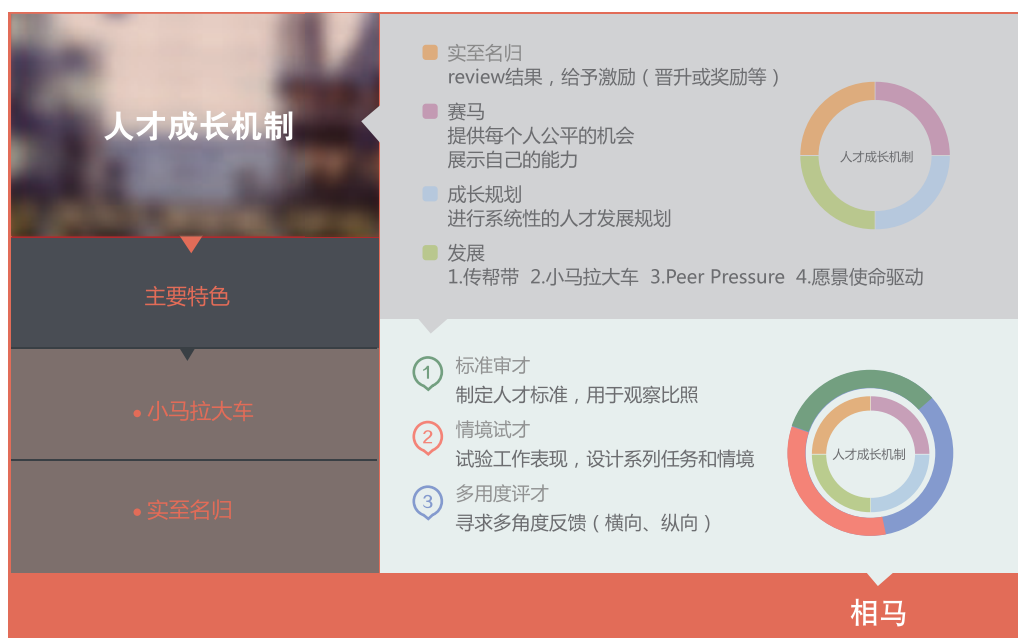 人才成长机制
主要特色
• 小马拉大车
• 实至名归
实至名归
review结果，给予激励（晋升或奖励等）
赛马
提供每个人公平的机会
展示自己的能力
成长规划
进行系统性的人才发展规划
发展
1.传帮带 2.小马拉大车 3.Peer Pressure 4.愿景使命驱动
人才成长机制
1 标准审才
制定人才标准，用于观察比照
2 情境试才
试验工作表现，设计系列任务和情境
3 多用度评才
寻求多角度反馈（横向、纵向）
人才成长机制
相马